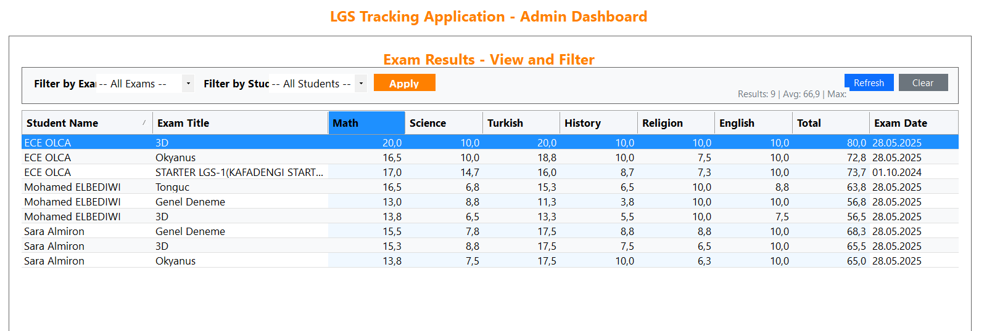 LGS Tracking Application - Admin Dashboard
Exam Results - View and Filter
Filter by Exa -- All Exams -- Filter by Stuc -- All Students -- Apply Refresh Clear
Results: 9 | Avg: 66,9 | Max:
Student Name Exam Title Math Science Turkish History Religion English Total Exam Date
ECE OLCA 3D 20,0 10,0 20,0 10,0 10,0 10,0 80,0 28.05.2025
ECE OLCA Okyanus 16,5 10,0 18,8 10,0 7,5 10,0 72,8 28.05.2025
ECE OLCA STARTER LGS-1(KAFADENGI START... 17,0 14,7 16,0 8,7 7,3 10,0 73,7 01.10.2024
Mohamed ELBEDIWI Tonguc 16,5 6,8 15,3 6,5 10,0 8,8 63,8 28.05.2025
Mohamed ELBEDIWI Genel Deneme 13,0 8,8 11,3 3,8 10,0 10,0 56,8 28.05.2025
Mohamed ELBEDIWI 3D 13,8 6,5 13,3 5,5 10,0 7,5 56,5 28.05.2025
Sara Almiron Genel Deneme 15,5 7,8 17,5 8,8 8,8 10,0 68,3 28.05.2025
Sara Almiron 3D 15,3 8,8 17,5 7,5 6,5 10,0 65,5 28.05.2025
Sara Almiron Okyanus 13,8 7,5 17,5 10,0 6,3 10,0 65,0 28.05.2025